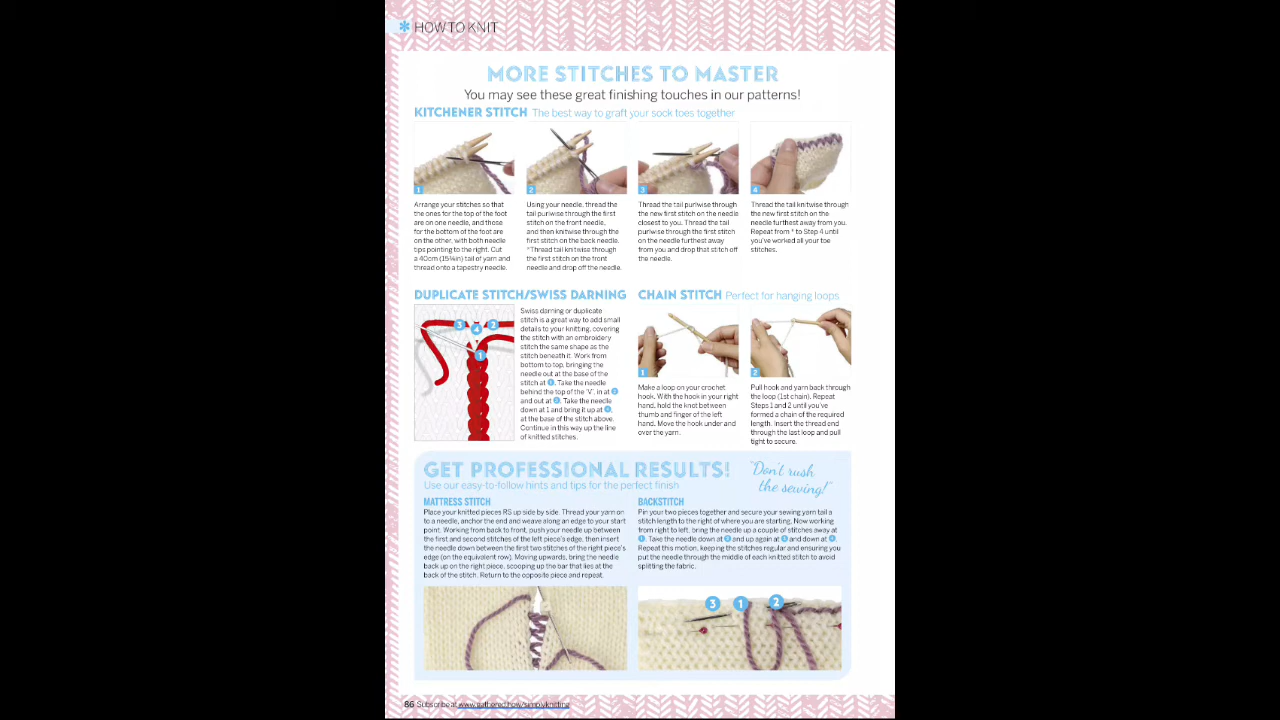 * HOW TO KNIT
MORE STITCHES TO MASTER
You may see these great finishing touches in our patterns!
KITCHENER STITCH The best way to graft your sock toes together
1
Arrange your stitches so that
the ones for the top of the foot
are on one needle, and those
for the bottom of the foot are
on the other, with both needle
tips pointing to the right. Cut
a 40cm (15¾in) tail of yarn and
thread onto a tapestry needle.
2
Using your needle, thread the
tail purlwise through the first
stitch on the front needle,
and then knitwise through the
first stitch on the back needle.
*Thread tail knitwise through
the first stitch on the front
needle and drop off the needle.
3
Thread the tail purlwise through
the new first stitch on the needle
closest to you. Thread the tail
purlwise through the first stitch
on the needle furthest away
from you and drop that stitch off
the needle.
4
Thread the tail knitwise through
the new first stitch on the
needle furthest away from you.
Repeat from * to Step 4 until
you've worked all your toe
stitches.
DUPLICATE STITCH/SWISS DARNING
3 4 2
1
Swiss darning or duplicate
stitch is a great way to add small
details to your knitting, covering
the stitch with an embroidery
stitch the same shape as the
stitch beneath it. Work from
bottom to top, bringing the
needle out at the base of the
stitch at 1. Take the needle
behind the top of the 'V', in at 2
and out at 3. Take the needle
down at 1 and bring it up at 4,
at the base of the stitch above.
Continue in this way up the line
of knitted stitches.
CHAIN STITCH Perfect for hanging loops
1
Make a loop on your crochet
hook. With the hook in your right
hand, hold the knot between
thumb and finger of the left
hand. Move the hook under and
over the yarn.
2
Pull hook and yarn back through
the loop (1st chain). Repeat
Steps 1 and 2 until you've
formed a chain of the required
length. Insert the thread end
through the last loop and pull
tight to secure.
GET PROFESSIONAL RESULTS!
Use our easy-to-follow hints and tips for the perfect finish
"Don't rush
the sewing!"
MATTRESS STITCH
Place your knitted pieces RS up side by side. Thread your yarn on
to a needle, anchor the end and weave along an edge to your start
point. Working from back to front, push your needle up between
the first and second stitches of the left piece's edge, then insert
the needle down between the first two stitches of the right piece's
edge (on the equivalent row). Moving upwards, bring the needle
back up on the right piece, scooping up the bar that lies at the
back of the stitch. Return to the opposite piece and repeat.
BACKSTITCH
Pin your two pieces together and secure your sewing yarn tail a
stitch length to the right of where you are starting. Now working
from right to left, bring the needle up a couple of stitches away at
1. Take the needle down at 2 and up again at 3 and down at
Repeat this motion, keeping the stitches regular and ensuring you
put the needle through the middle of each knitted stitch to avoid
splitting the fabric.
3 1 2
86 Subscribe at www.gathered.how/simplyknitting